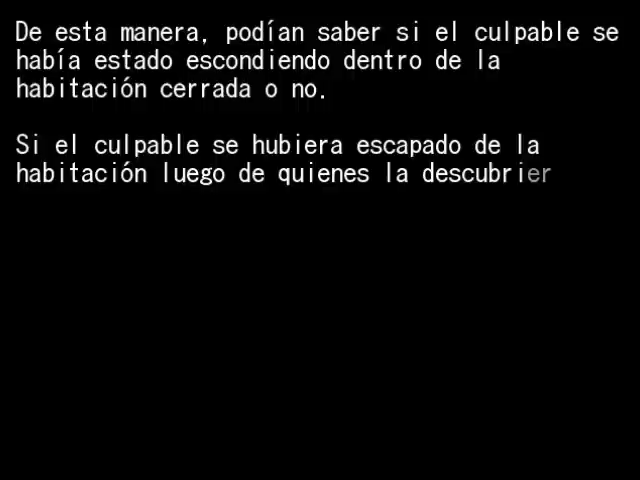 De esta manera, podían saber si el culpable se
había estado escondiendo dentro de la
habitación cerrada o no.
Si el culpable se hubiera escapado de la
habitación luego de quienes la descubrier